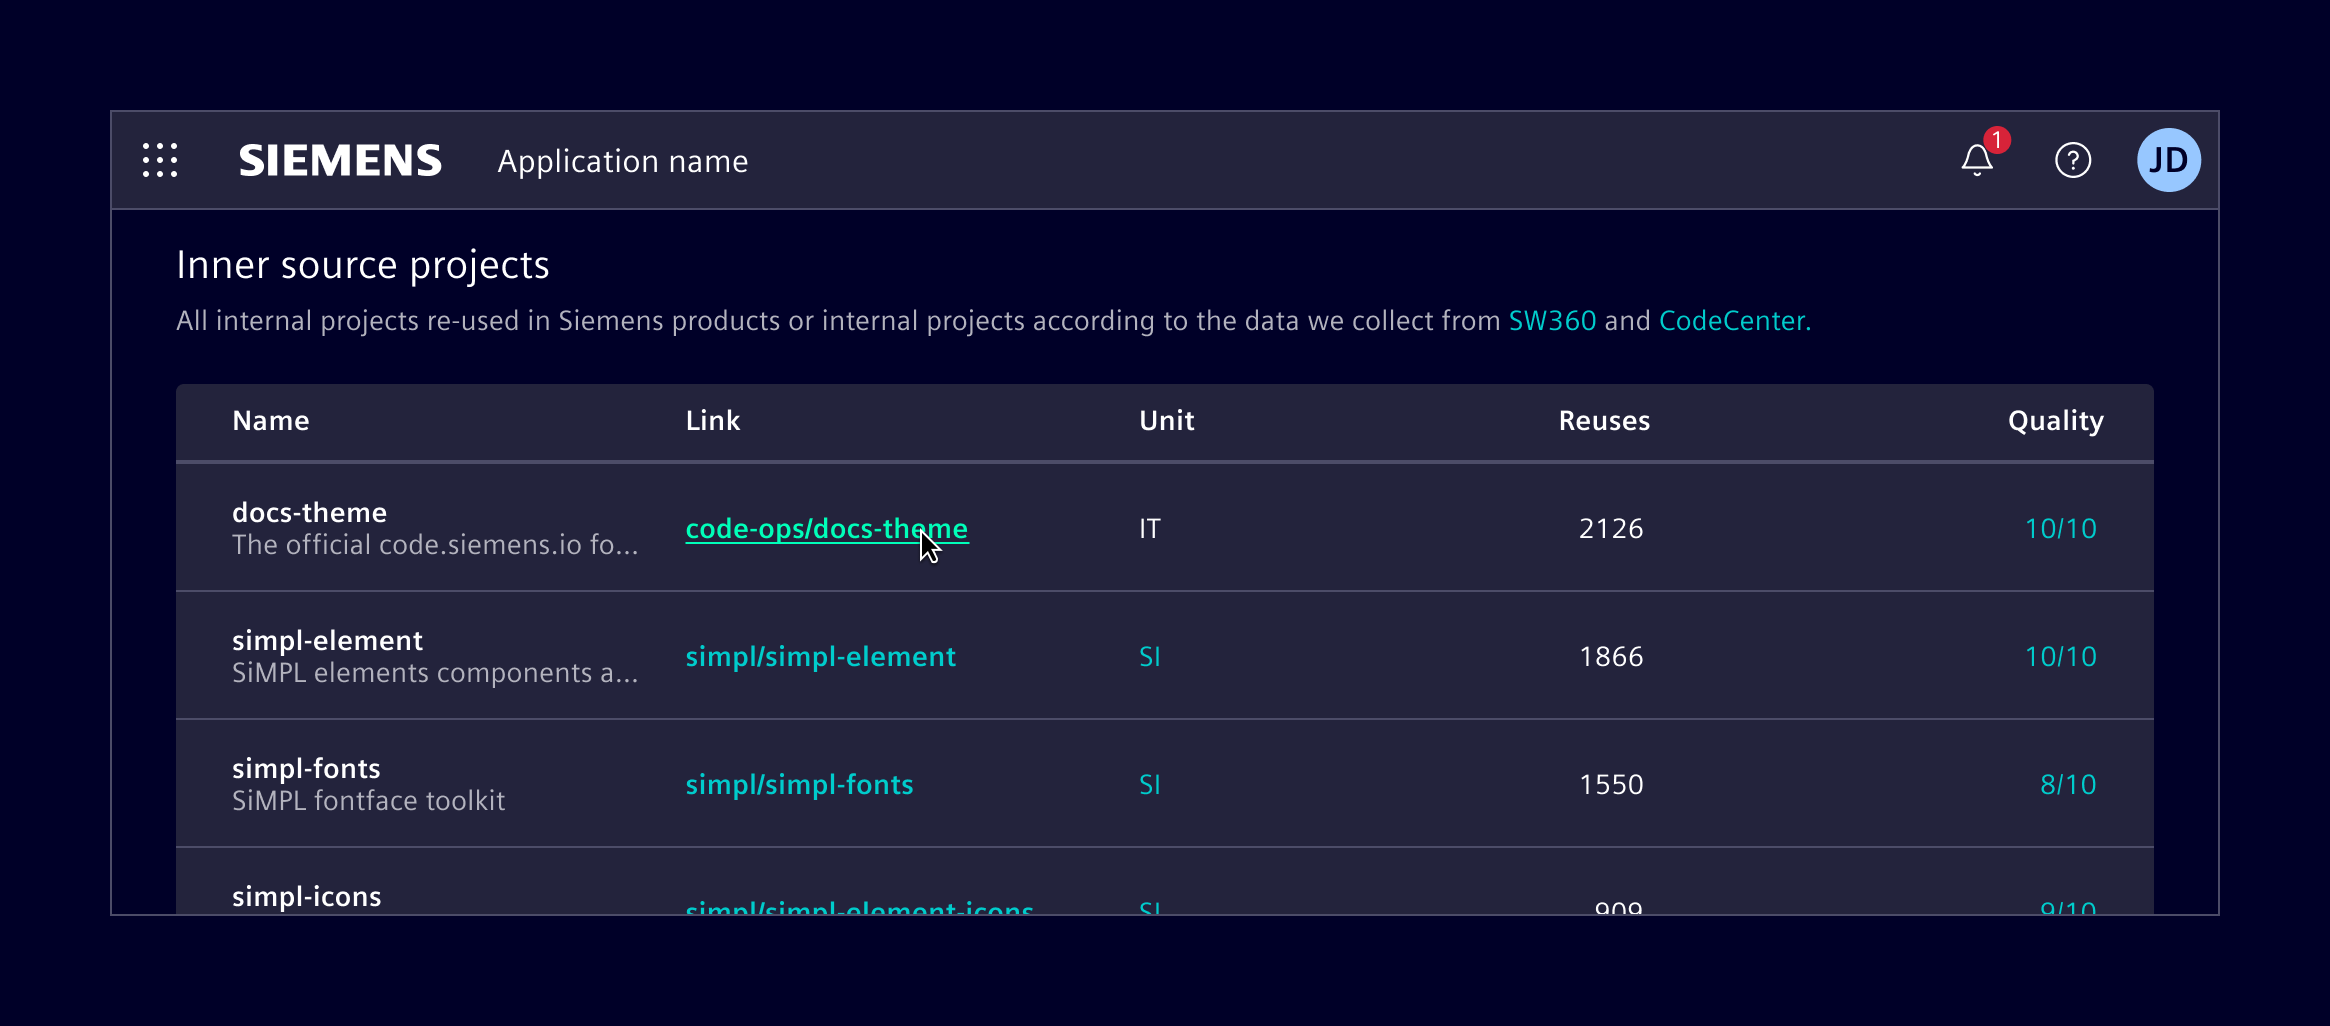 SIEMENS Application name 1 ? JD
Inner source projects
All internal projects re-used in Siemens products or internal projects according to the data we collect from SW360 and CodeCenter.
Name Link Unit Reuses Quality
docs-theme
The official code.siemens.io fo...
code-ops/docs-theme IT 2126 10/10
simpl-element
SiMPL elements components a...
simpl/simpl-element SI 1866 10/10
simpl-fonts
SiMPL fontface toolkit
simpl/simpl-fonts SI 1550 8/10
simpl-icons
simpl/simpl-element-icons SI 909 9/10